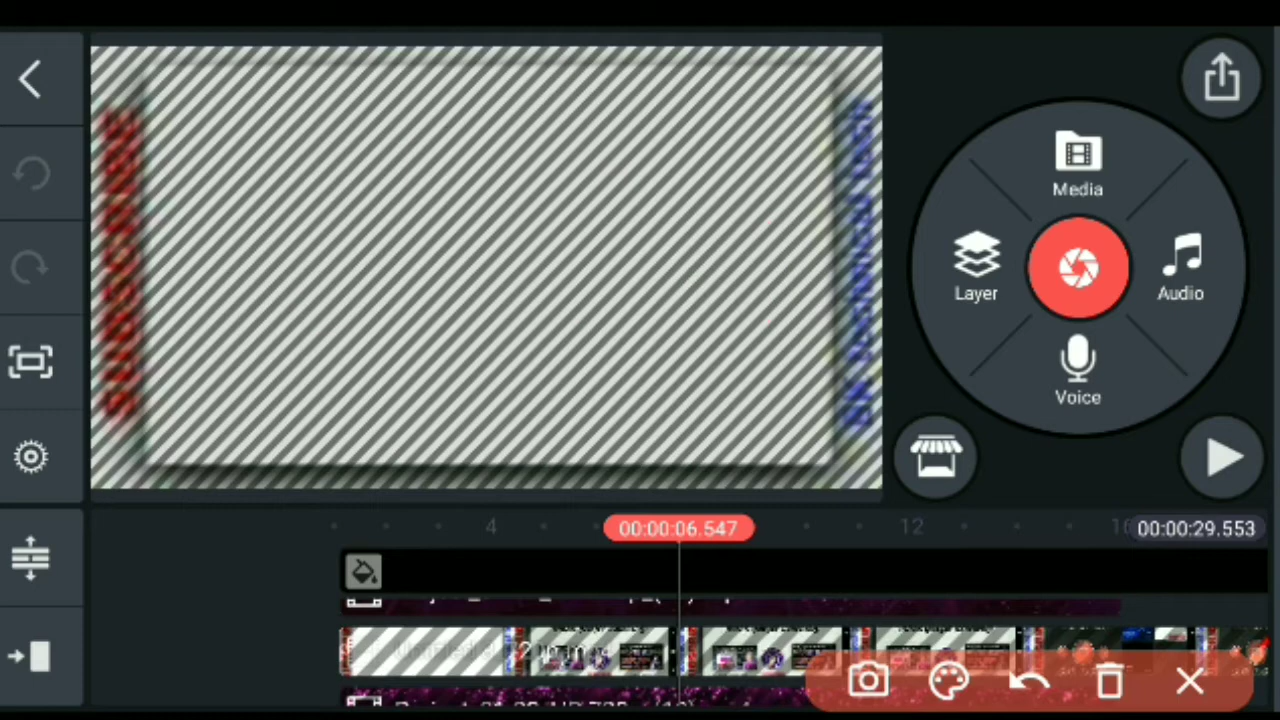 Media
Layer
Audio
Voice
4
00:00:06.547
12
16
00:00:29.553